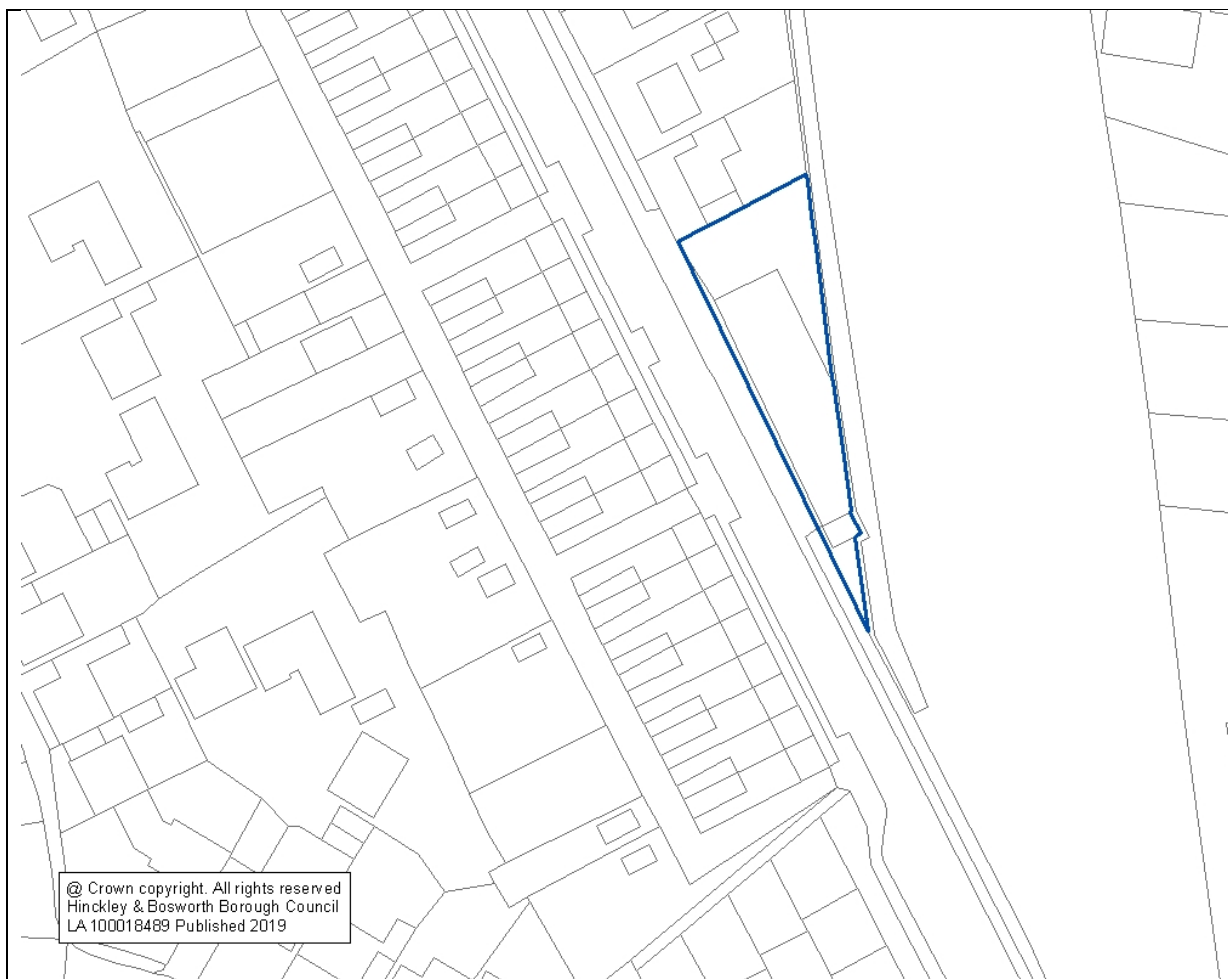 @ Crown copyright. All rights reserved
Hinckley & Bosworth Borough Council
LA 100018489 Published 2019